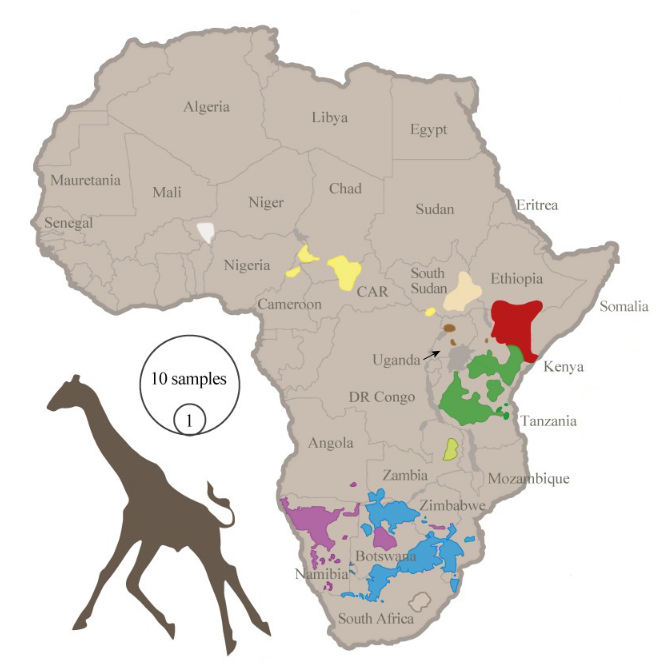 Algeria
Libya
Egypt
Mauretania
Mali
Niger
Chad
Sudan
Eritrea
Senegal
Nigeria
South
Sudan
Ethiopia
Cameroon
CAR
Somalia
Uganda
Kenya
10 samples
1
DR Congo
Tanzania
Angola
Zambia
Mozambique
Zimbabwe
Botswana
Namibia
South Africa